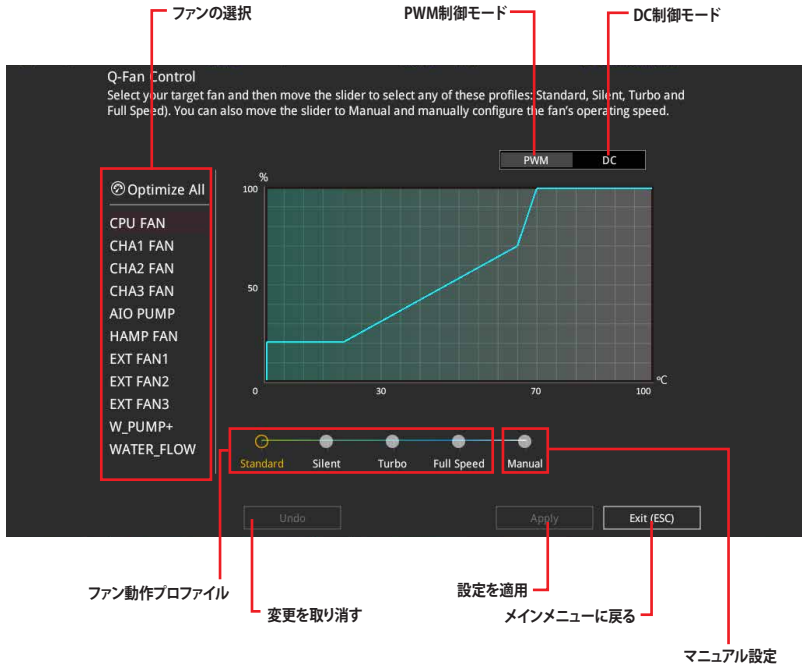 ファンの選択
PWM制御モード
DC制御モード
Q-Fan Control
Select your target fan and then move the slider to select any of these profiles: Standard, Silent, Turbo and
Full Speed). You can also move the slider to Manual and manually configure the fan's operating speed.
PWM DC
Optimize All
CPU FAN
CHA1 FAN
CHA2 FAN
CHA3 FAN
AIO PUMP
HAMP FAN
EXT FAN1
EXT FAN2
EXT FAN3
W_PUMP+
WATER_FLOW
%
100
50
0 30 70 100
ºC
Standard Silent Turbo Full Speed Manual
Undo Apply Exit (ESC)
ファン動作プロファイル
変更を取り消す
設定を適用
メインメニューに戻る
マニュアル設定